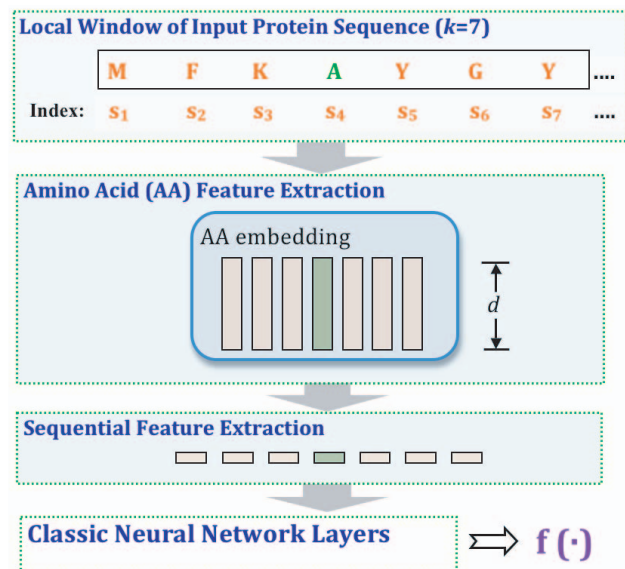 Local Window of Input Protein Sequence (k=7)
M F K A Y G Y ....
Index: S1 S2 S3 S4 S5 S6 S7 ....
Amino Acid (AA) Feature Extraction
AA embedding
d
Sequential Feature Extraction
Classic Neural Network Layers
f (·)